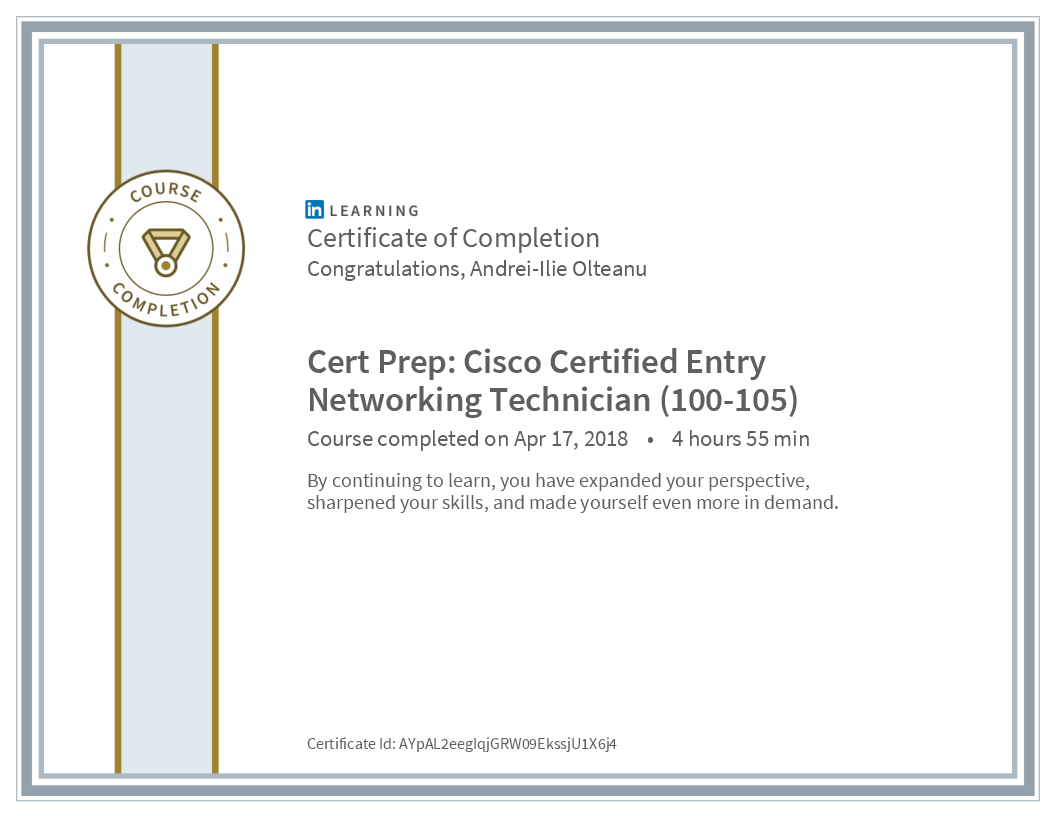 COURSE
COMPLETION
in LEARNING
Certificate of Completion
Congratulations, Andrei-Ilie Olteanu
Cert Prep: Cisco Certified Entry
Networking Technician (100-105)
Course completed on Apr 17, 2018 • 4 hours 55 min
By continuing to learn, you have expanded your perspective,
sharpened your skills, and made yourself even more in demand.
Certificate Id: AYpAL2eegIqjGRW09EkssjU1X6j4